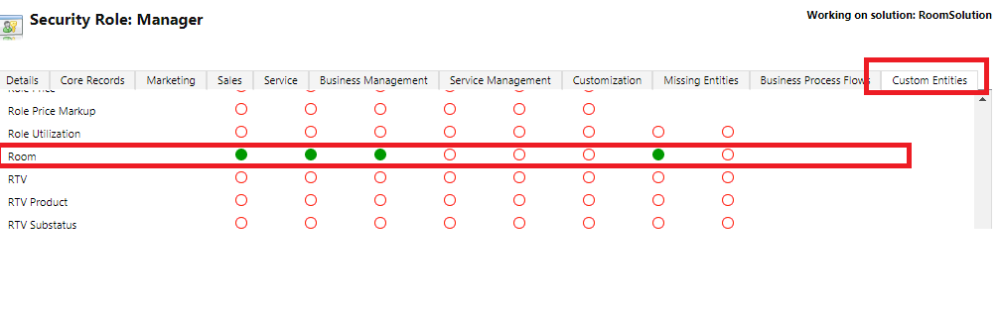 Security Role: Manager
Working on solution: RoomSolution
Details Core Records Marketing Sales Service Business Management Service Management Customization Missing Entities Business Process Flows Custom Entities
Role Price
Role Price Markup
Role Utilization
Room
RTV
RTV Product
RTV Substatus